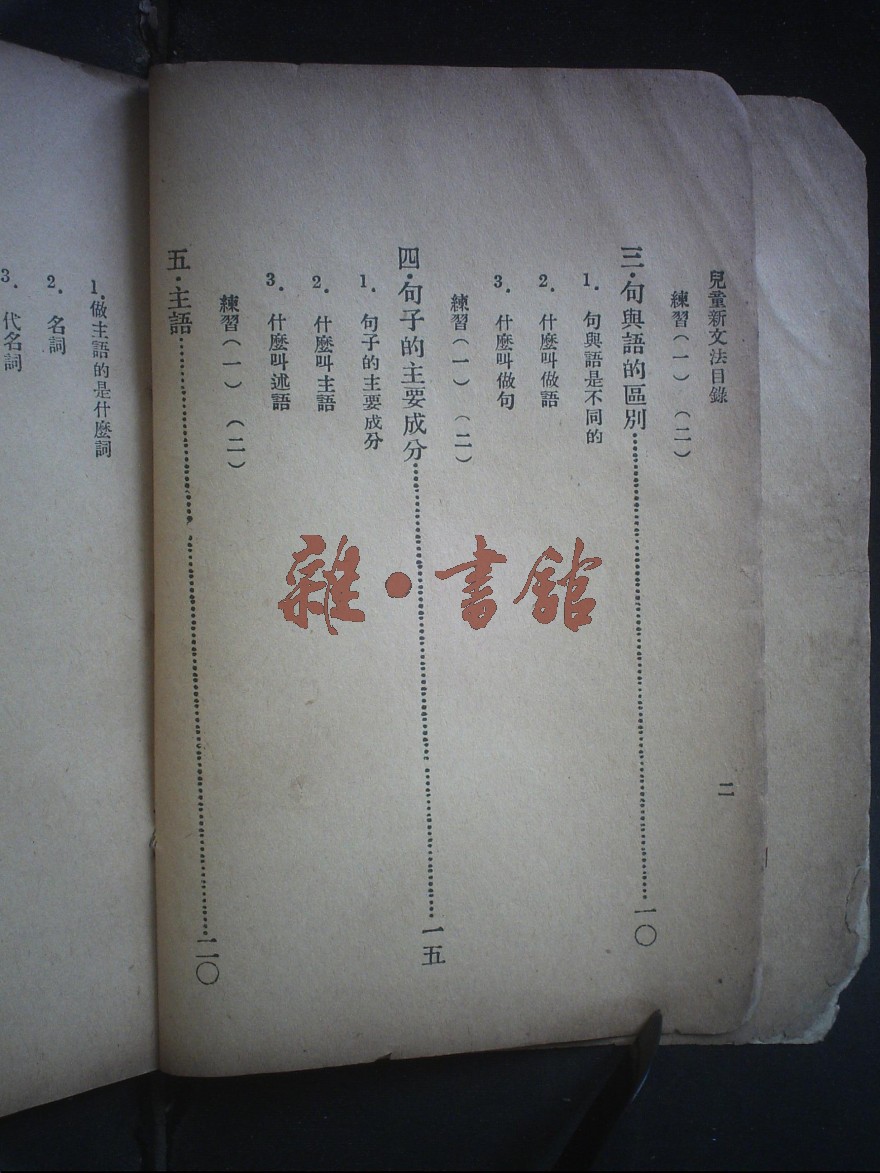 兒童新文法目錄
二
練習(一) (二)
三·句與語的區別……一〇
1. 句與語是不同的
2. 什麼叫做語
3. 什麼叫做句
練習(一) (二)
四·句子的主要成分……一五
1. 句子的主要成分
2. 什麼叫主語
3. 什麼叫述語
練習(一) (二)
五·主語……二〇
1.做主語的是什麼詞
2. 名詞
3. 代名詞
雜·書館